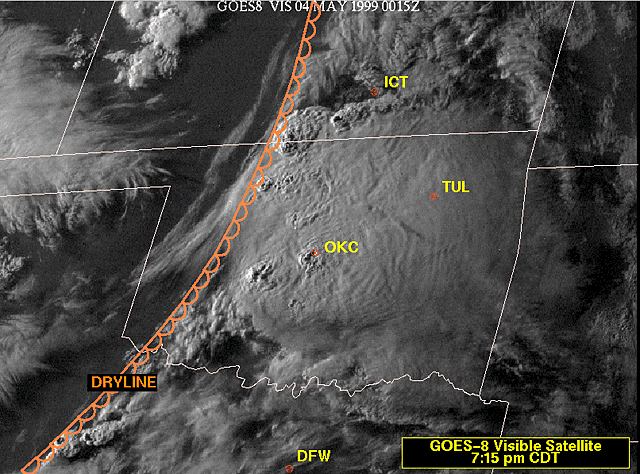 GOES8 VIS 04 MAY 1999 0015Z
ICT
TUL
OKC
DRYLINE
DFW
GOES-8 Visible Satellite
7:15 pm CDT